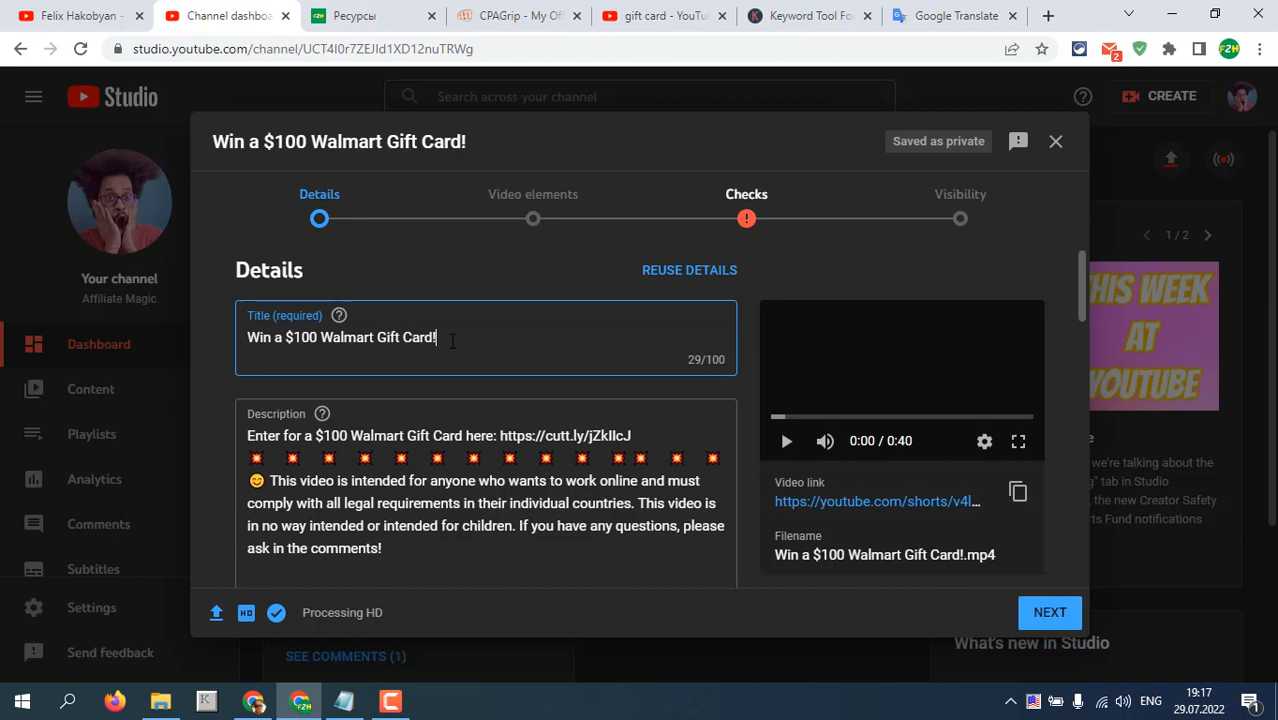 Felix Hakobyan -
Channel dashbo
F2H
Ресурсы
CPAGrip - My Of
gift card - YouTu
Keyword Tool Fo
Google Translate
studio.youtube.com/channel/UCT4I0r7ZEJId1XD12nuTRWg
2
F2H
Studio
Search across your channel
CREATE
Win a $100 Walmart Gift Card!
Saved as private
Details
Video elements
Checks
Visibility
Your channel
Affiliate Magic
1 / 2
Details
REUSE DETAILS
THIS WEEK
AT
YOUTUBE
Title (required)
Win a $100 Walmart Gift Card!
29/100
Dashboard
Content
Playlists
Analytics
Comments
Subtitles
Settings
Send feedback
Description
Enter for a $100 Walmart Gift Card here: https://cutt.ly/jZkIIcJ
💥 💥 💥 💥 💥 💥 💥 💥 💥 💥 💥 💥 💥 💥
😊 This video is intended for anyone who wants to work online and must
comply with all legal requirements in their individual countries. This video is
in no way intended or intended for children. If you have any questions, please
ask in the comments!
0:00 / 0:40
Video link
https://youtube.com/shorts/v4l...
Filename
Win a $100 Walmart Gift Card!.mp4
we're talking about the
g" tab in Studio
, the new Creator Safety
rts Fund notifications
HD
Processing HD
NEXT
SEE COMMENTS (1)
What's new in Studio
ENG
19:17
29.07.2022
1